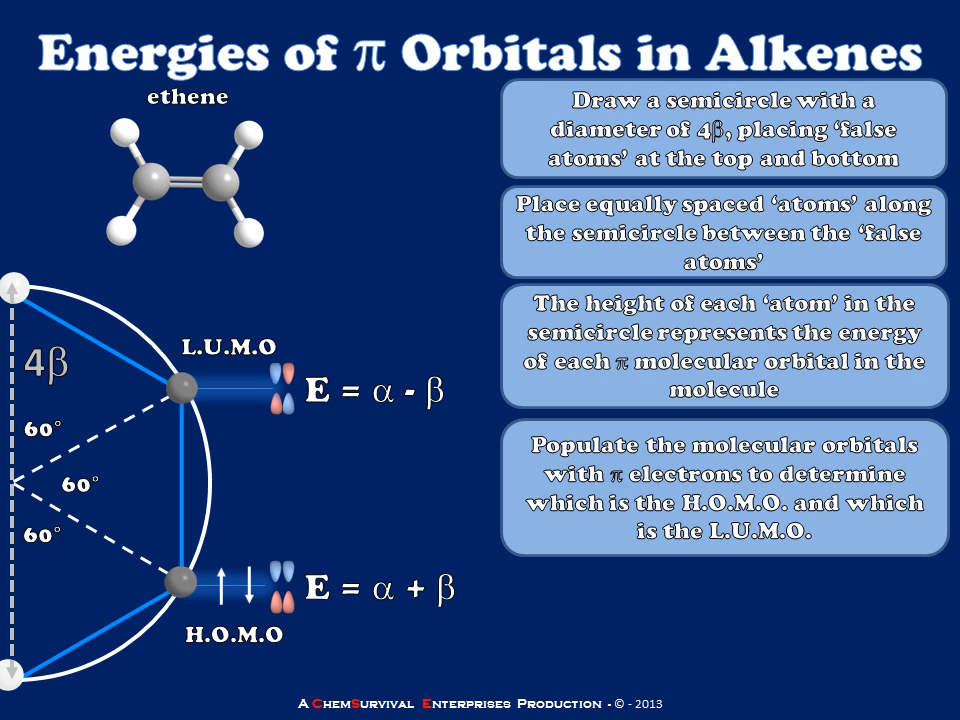 Energies of π Orbitals in Alkenes
ethene
Draw a semicircle with a
diameter of 4β, placing ‘false
atoms’ at the top and bottom
Place equally spaced ‘atoms’ along
the semicircle between the ‘false
atoms’
The height of each ‘atom’ in the
semicircle represents the energy
of each π molecular orbital in the
molecule
Populate the molecular orbitals
with π electrons to determine
which is the H.O.M.O. and which
is the L.U.M.O.
4β
60°
60°
60°
L.U.M.O
E = α - β
E = α + β
H.O.M.O
A ChemSurvival Enterprises Production - © - 2013